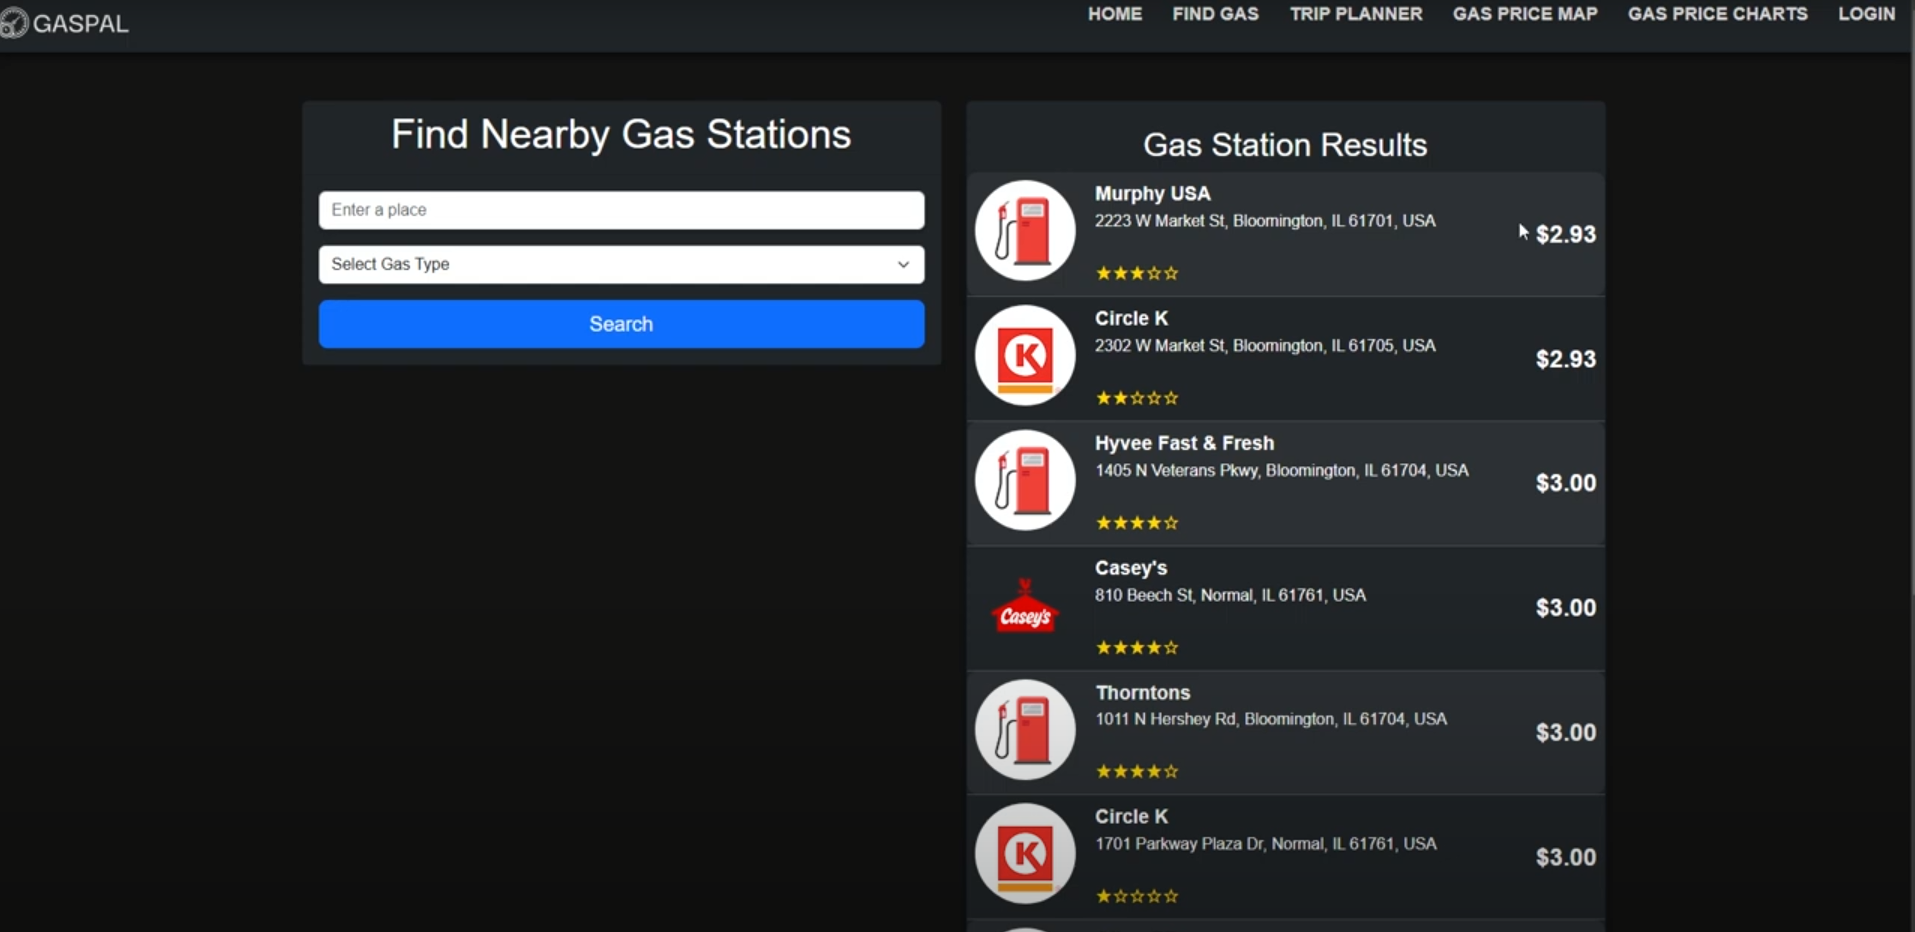 GASPAL
HOME FIND GAS TRIP PLANNER GAS PRICE MAP GAS PRICE CHARTS LOGIN
Find Nearby Gas Stations
Enter a place
Select Gas Type
Search
Gas Station Results
Murphy USA
2223 W Market St, Bloomington, IL 61701, USA
$2.93
Circle K
2302 W Market St, Bloomington, IL 61705, USA
$2.93
K
Hyvee Fast & Fresh
1405 N Veterans Pkwy, Bloomington, IL 61704, USA
$3.00
Casey's
810 Beech St, Normal, IL 61761, USA
$3.00
Casey's
Thorntons
1011 N Hershey Rd, Bloomington, IL 61704, USA
$3.00
Circle K
1701 Parkway Plaza Dr, Normal, IL 61761, USA
$3.00
K